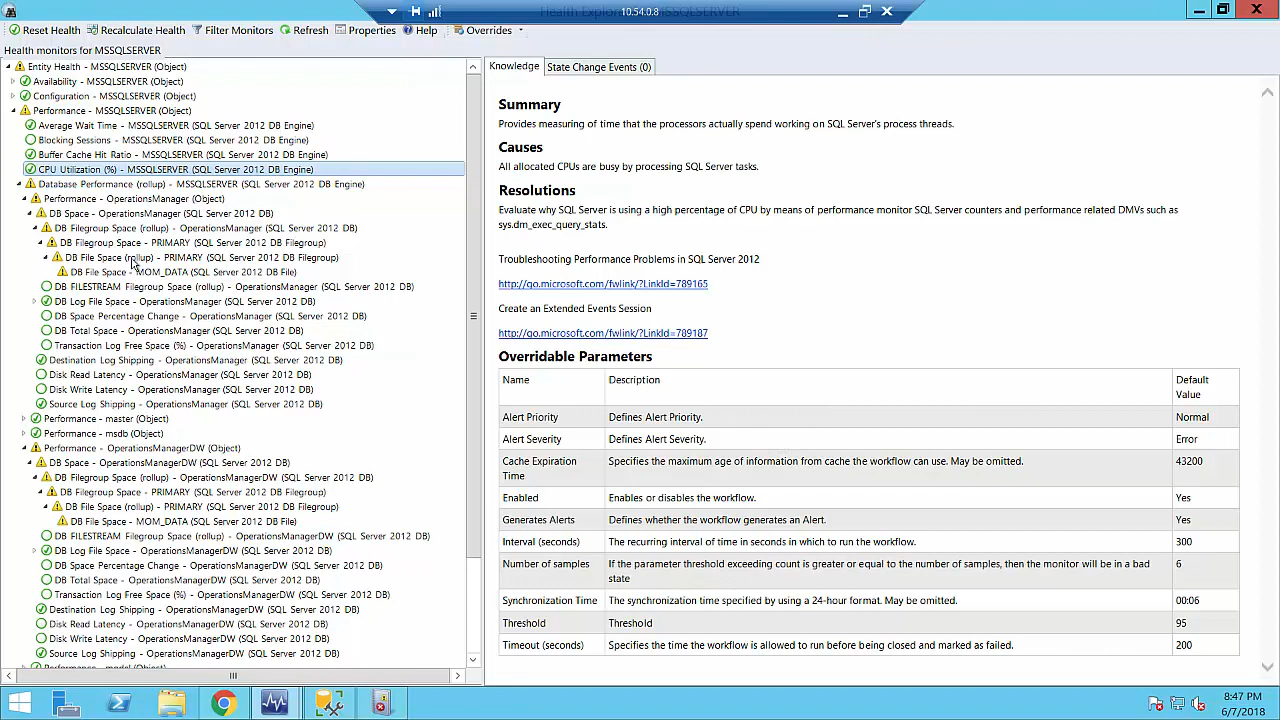 Health Explorer for MSSQLSERVER
10.54.0.8
Reset Health Recalculate Health Filter Monitors Refresh Properties Help Overrides
Health monitors for MSSQLSERVER
Entity Health - MSSQLSERVER (Object)
Availability - MSSQLSERVER (Object)
Configuration - MSSQLSERVER (Object)
Performance - MSSQLSERVER (Object)
Average Wait Time - MSSQLSERVER (SQL Server 2012 DB Engine)
Blocking Sessions - MSSQLSERVER (SQL Server 2012 DB Engine)
Buffer Cache Hit Ratio - MSSQLSERVER (SQL Server 2012 DB Engine)
CPU Utilization (%) - MSSQLSERVER (SQL Server 2012 DB Engine)
Database Performance (rollup) - MSSQLSERVER (SQL Server 2012 DB Engine)
Performance - OperationsManager (Object)
DB Space - OperationsManager (SQL Server 2012 DB)
DB Filegroup Space (rollup) - OperationsManager (SQL Server 2012 DB)
DB Filegroup Space - PRIMARY (SQL Server 2012 DB Filegroup)
DB File Space (rollup) - PRIMARY (SQL Server 2012 DB Filegroup)
DB File Space - MOM_DATA (SQL Server 2012 DB File)
DB FILESTREAM Filegroup Space (rollup) - OperationsManager (SQL Server 2012 DB)
DB Log File Space - OperationsManager (SQL Server 2012 DB)
DB Space Percentage Change - OperationsManager (SQL Server 2012 DB)
DB Total Space - OperationsManager (SQL Server 2012 DB)
Transaction Log Free Space (%) - OperationsManager (SQL Server 2012 DB)
Destination Log Shipping - OperationsManager (SQL Server 2012 DB)
Disk Read Latency - OperationsManager (SQL Server 2012 DB)
Disk Write Latency - OperationsManager (SQL Server 2012 DB)
Source Log Shipping - OperationsManager (SQL Server 2012 DB)
Performance - master (Object)
Performance - msdb (Object)
Performance - OperationsManagerDW (Object)
DB Space - OperationsManagerDW (SQL Server 2012 DB)
DB Filegroup Space (rollup) - OperationsManagerDW (SQL Server 2012 DB)
DB Filegroup Space - PRIMARY (SQL Server 2012 DB Filegroup)
DB File Space (rollup) - PRIMARY (SQL Server 2012 DB Filegroup)
DB File Space - MOM_DATA (SQL Server 2012 DB File)
DB FILESTREAM Filegroup Space (rollup) - OperationsManagerDW (SQL Server 2012 DB)
DB Log File Space - OperationsManagerDW (SQL Server 2012 DB)
DB Space Percentage Change - OperationsManagerDW (SQL Server 2012 DB)
DB Total Space - OperationsManagerDW (SQL Server 2012 DB)
Transaction Log Free Space (%) - OperationsManagerDW (SQL Server 2012 DB)
Destination Log Shipping - OperationsManagerDW (SQL Server 2012 DB)
Disk Read Latency - OperationsManagerDW (SQL Server 2012 DB)
Disk Write Latency - OperationsManagerDW (SQL Server 2012 DB)
Source Log Shipping - OperationsManagerDW (SQL Server 2012 DB)
Performance - model (Object)
Knowledge State Change Events (0)
Summary
Provides measuring of time that the processors actually spend working on SQL Server's process threads.
Causes
All allocated CPUs are busy by processing SQL Server tasks.
Resolutions
Evaluate why SQL Server is using a high percentage of CPU by means of performance monitor SQL Server counters and performance related DMVs such as
sys.dm_exec_query_stats.
Troubleshooting Performance Problems in SQL Server 2012
http://go.microsoft.com/fwlink/?LinkId=789165
Create an Extended Events Session
http://go.microsoft.com/fwlink/?LinkId=789187
Overridable Parameters
Name Description Default
Value
Alert Priority Defines Alert Priority. Normal
Alert Severity Defines Alert Severity. Error
Cache Expiration Specifies the maximum age of information from cache the workflow can use. May be omitted. 43200
Time
Enabled Enables or disables the workflow. Yes
Generates Alerts Defines whether the workflow generates an Alert. Yes
Interval (seconds) The recurring interval of time in seconds in which to run the workflow. 300
Number of samples If the parameter threshold exceeding count is greater or equal to the number of samples, then the monitor will be in a bad 6
state
Synchronization Time The synchronization time specified by using a 24-hour format. May be omitted. 00:06
Threshold Threshold 95
Timeout (seconds) Specifies the time the workflow is allowed to run before being closed and marked as failed. 200
8:47 PM
6/7/2018